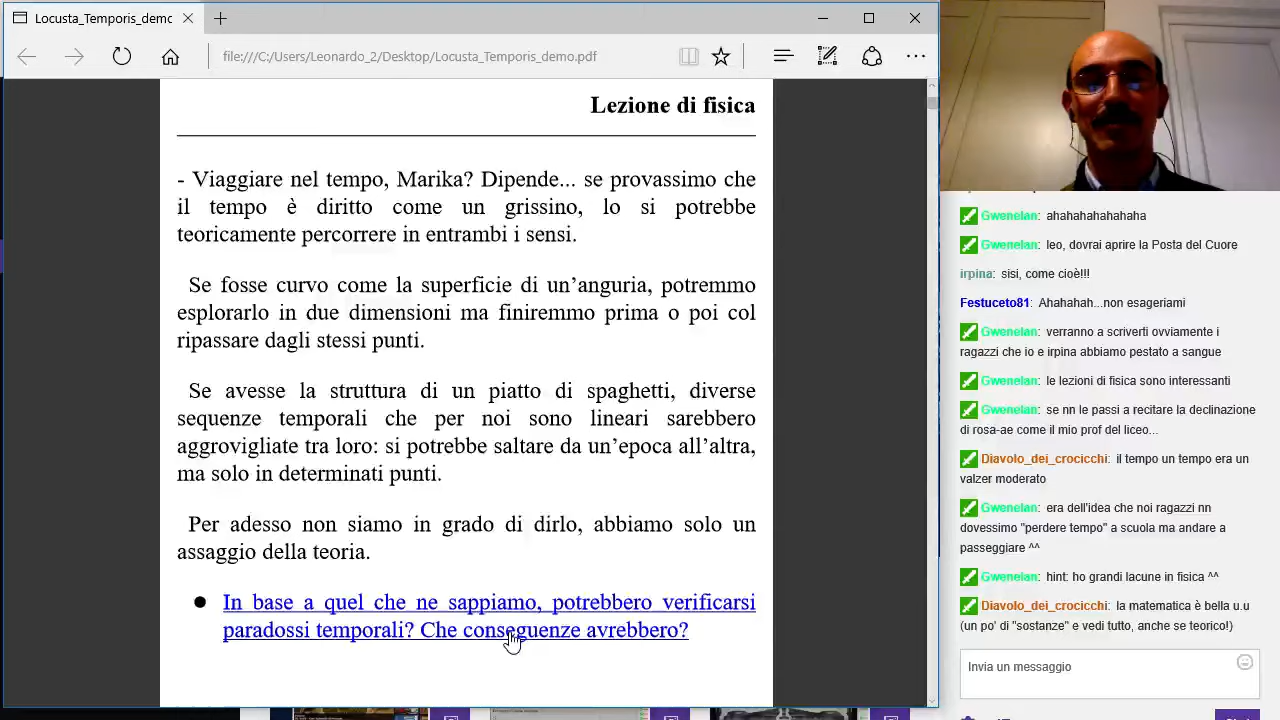 Locusta_Temporis_demo
file:///C:/Users/Leonardo_2/Desktop/Locusta_Temporis_demo.pdf
Lezione di fisica
- Viaggiare nel tempo, Marika? Dipende... se provassimo che
il tempo è diritto come un grissino, lo si potrebbe
teoricamente percorrere in entrambi i sensi.
Se fosse curvo come la superficie di un’anguria, potremmo
esplorarlo in due dimensioni ma finiremmo prima o poi col
ripassare dagli stessi punti.
Se avesse la struttura di un piatto di spaghetti, diverse
sequenze temporali che per noi sono lineari sarebbero
aggrovigliate tra loro: si potrebbe saltare da un’epoca all’altra,
ma solo in determinati punti.
Per adesso non siamo in grado di dirlo, abbiamo solo un
assaggio della teoria.
● In base a quel che ne sappiamo, potrebbero verificarsi
paradossi temporali? Che conseguenze avrebbero?
Gwenelan: ahahahahahaha
Gwenelan: leo, dovrai aprire la Posta del Cuore
irpina: sisi, come cioè!!!
Festuceto81: Ahahahah...non esageriami
Gwenelan: verranno a scriverti ovviamente i
ragazzi che io e irpina abbiamo pestato a sangue
Gwenelan: le lezioni di fisica sono interessanti
Gwenelan: se nn le passi a recitare la declinazione
di rosa-ae come il mio prof del liceo...
Diavolo_dei_crocicchi: il tempo un tempo era un
valzer moderato
Gwenelan: era dell'idea che noi ragazzi nn
dovessimo "perdere tempo" a scuola ma andare a
passeggiare ^^
Gwenelan: hint: ho grandi lacune in fisica ^^
Diavolo_dei_crocicchi: la matematica è bella u.u
(un po' di "sostanze" e vedi tutto, anche se teorico!)
Invia un messaggio